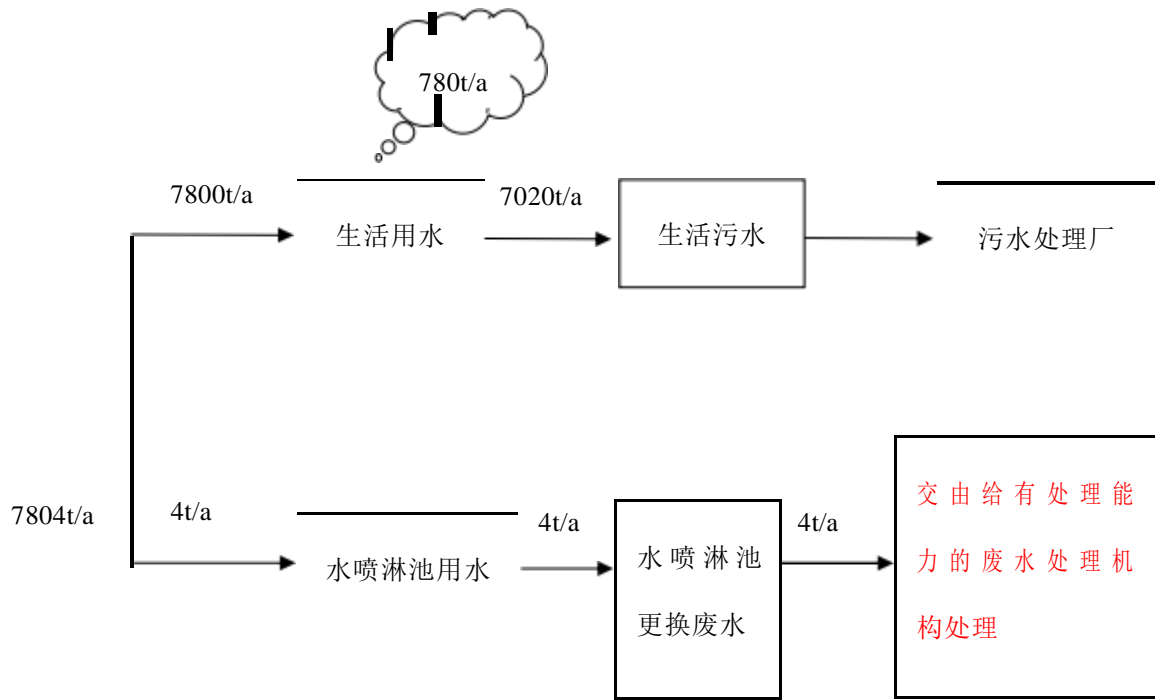 780t/a
7800t/a
7020t/a
生活用水
生活污水
污水处理厂
7804t/a
4t/a
4t/a
4t/a
水喷淋池用水
水喷淋池
更换废水
交由给有处理能
力的废水处理机
构处理